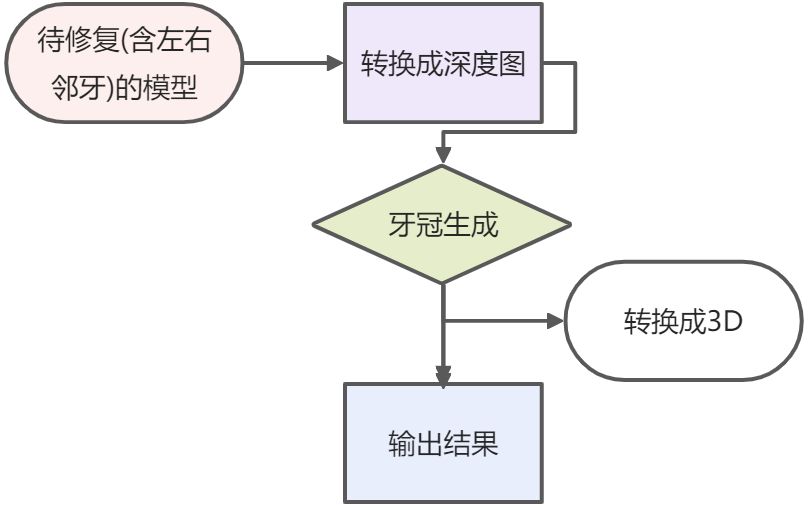 待修复(含左右
邻牙)的模型
转换成深度图
牙冠生成
转换成3D
输出结果